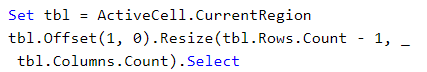 Set tbl = ActiveCell.CurrentRegion
tbl.Offset(1, 0).Resize(tbl.Rows.Count - 1, _
 tbl.Columns.Count).Select